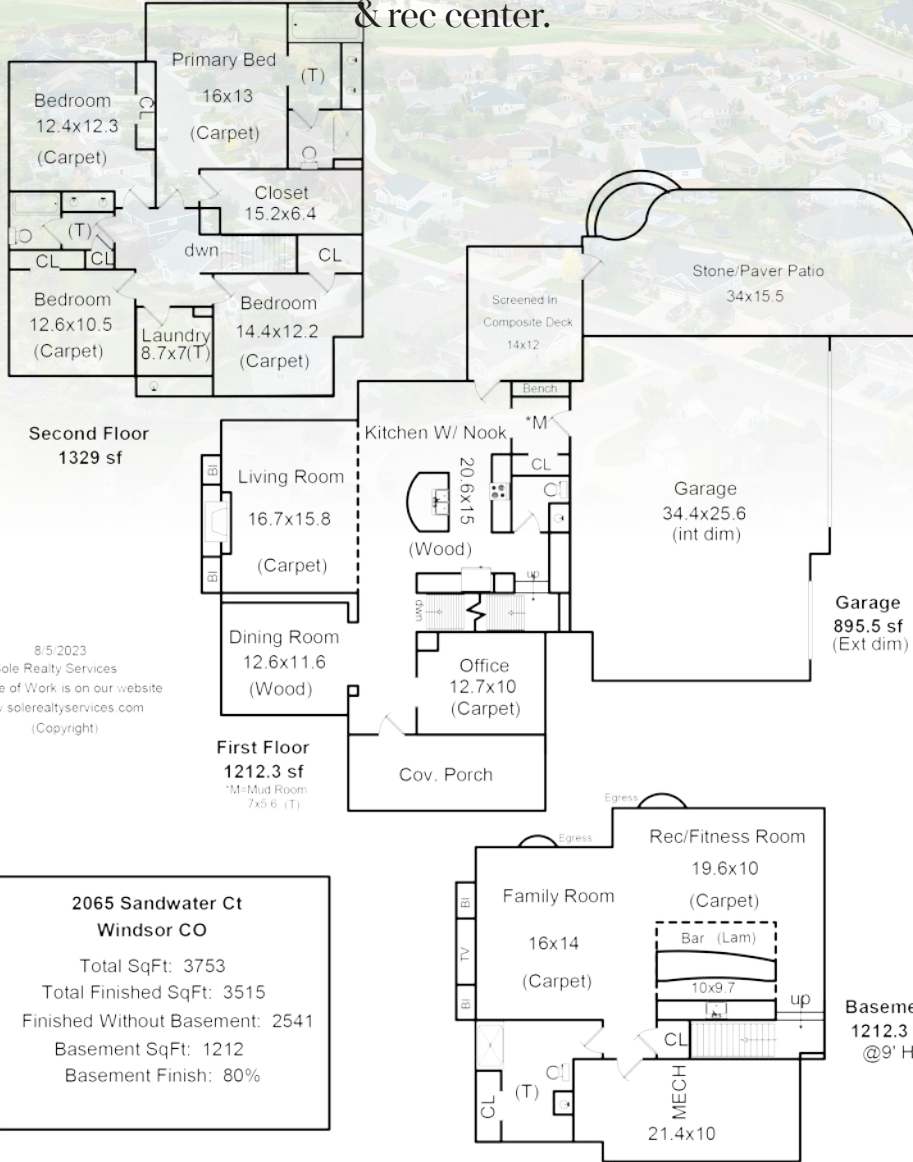 & rec center.
Primary Bed
16x13
(Carpet)
(T)
Bedroom
12.4x12.3
(Carpet)
CL
Closet
15.2x6.4
(T)
dwn
CL
CL
CL
Bedroom
12.6x10.5
(Carpet)
Laundry
8.7x7(T)
Bedroom
14.4x12.2
(Carpet)
Second Floor
1329 sf
Stone/Paver Patio
34x15.5
Screened In
Composite Deck
14x12
Bench
*M
CL
Kitchen W/ Nook
20.6x15
(Wood)
Living Room
16.7x15.8
(Carpet)
BI
BI
up
dwn
Garage
34.4x25.6
(int dim)
Garage
895.5 sf
(Ext dim)
Dining Room
12.6x11.6
(Wood)
Office
12.7x10
(Carpet)
Cov. Porch
First Floor
1212.3 sf
*M=Mud Room
7x5.6 (T)
8/5/2023
ole Realty Services
e of Work is on our website
.solerealtyservices.com
(Copyright)
Egress
Egress
Rec/Fitness Room
19.6x10
(Carpet)
Family Room
16x14
(Carpet)
BI
TV
BI
Bar (Lam)
10x9.7
up
CL
CL
(T)
MECH
21.4x10
Baseme
1212.3
@9' H
2065 Sandwater Ct
Windsor CO
Total SqFt: 3753
Total Finished SqFt: 3515
Finished Without Basement: 2541
Basement SqFt: 1212
Basement Finish: 80%